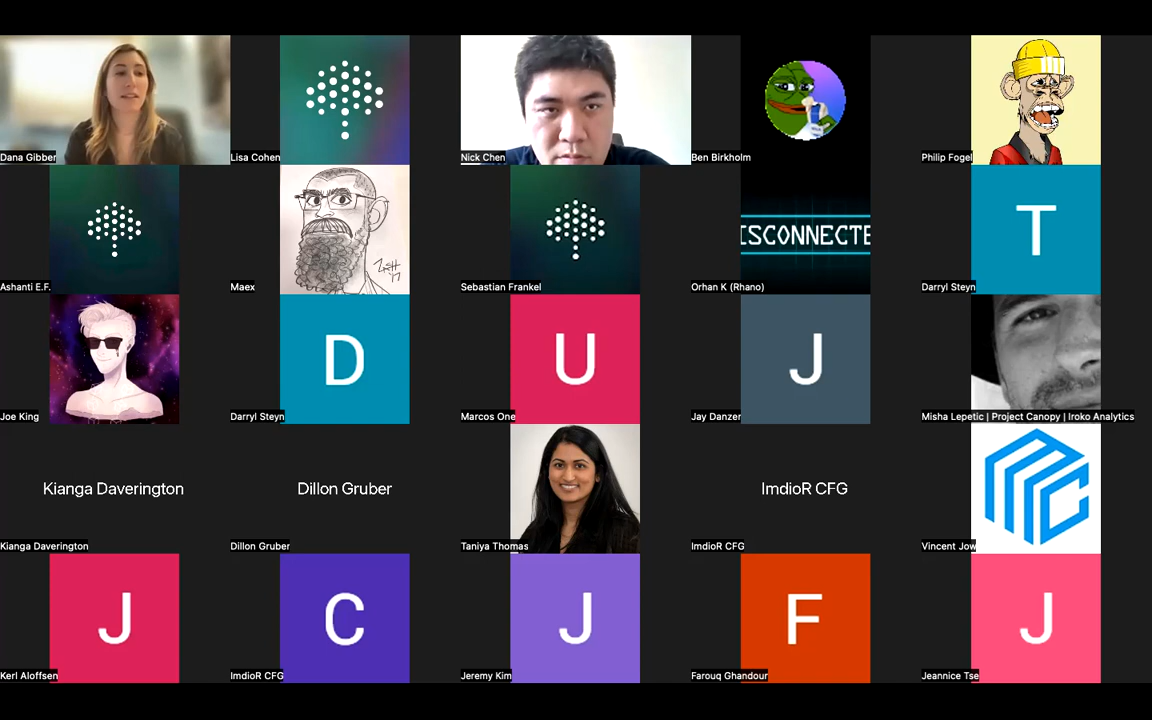 Dana Gibber
Lisa Cohen
Nick Chen
Ben Birkholm
Philip Fogel
Ashanti E.F.
Maex
Sebastian Frankel
ISCONNECTE
Orhan K (Rhano)
T
Darryl Steyn
Joe King
D
Darryl Steyn
U
Marcos One
J
Jay Danzer
Misha Lepetic | Project Canopy | Iroko Analytics
Kianga Daverington
Kianga Daverington
Dillon Gruber
Dillon Gruber
Taniya Thomas
ImdioR CFG
ImdioR CFG
Vincent Jow
J
Kerl Aloffsen
C
ImdioR CFG
J
Jeremy Kim
F
Farouq Ghandour
J
Jeannice Tse